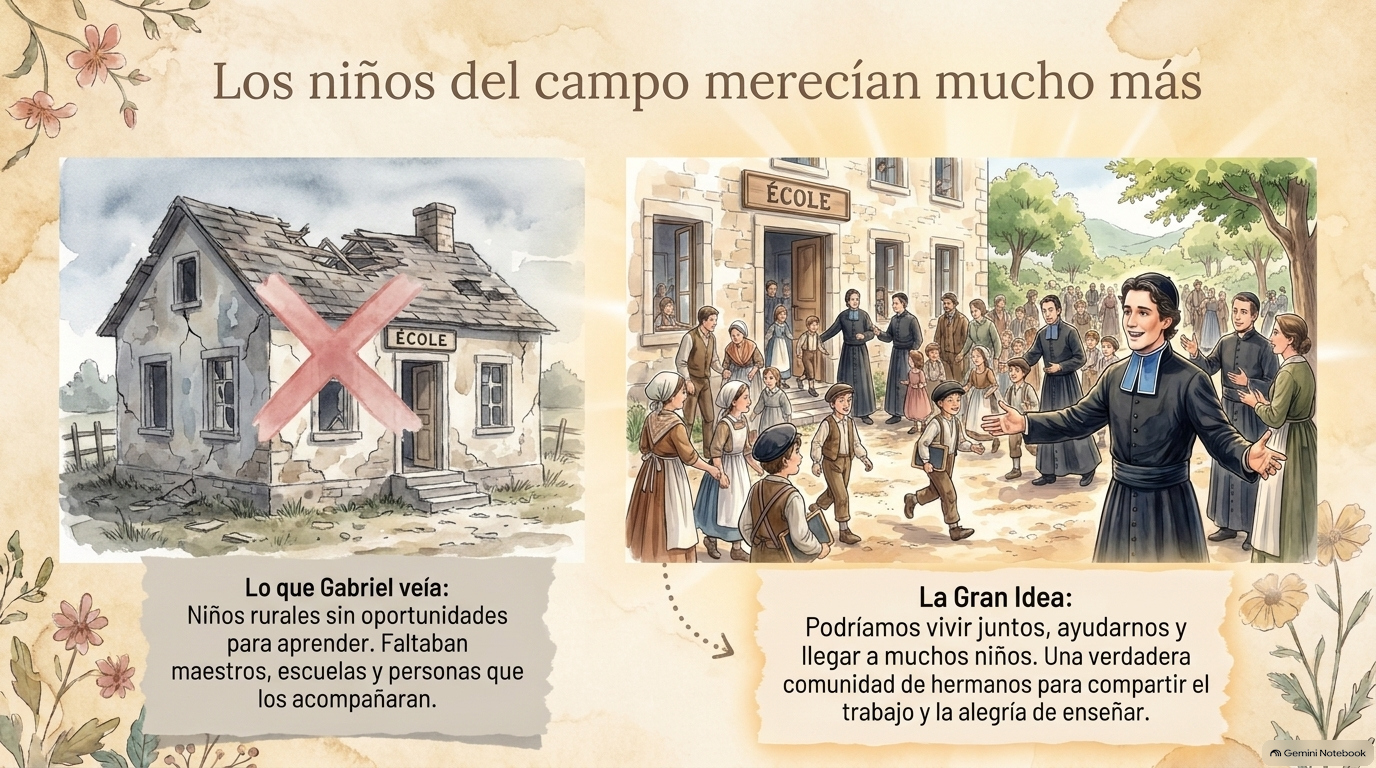 Los niños del campo merecían mucho más
ÉCOLE
ÉCOLE
Lo que Gabriel veía:
Niños rurales sin oportunidades
para aprender. Faltaban
maestros, escuelas y personas que
los acompañaran.
La Gran Idea:
Podríamos vivir juntos, ayudarnos y
llegar a muchos niños. Una verdadera
comunidad de hermanos para compartir el
trabajo y la alegría de enseñar.
Gemini Notebook